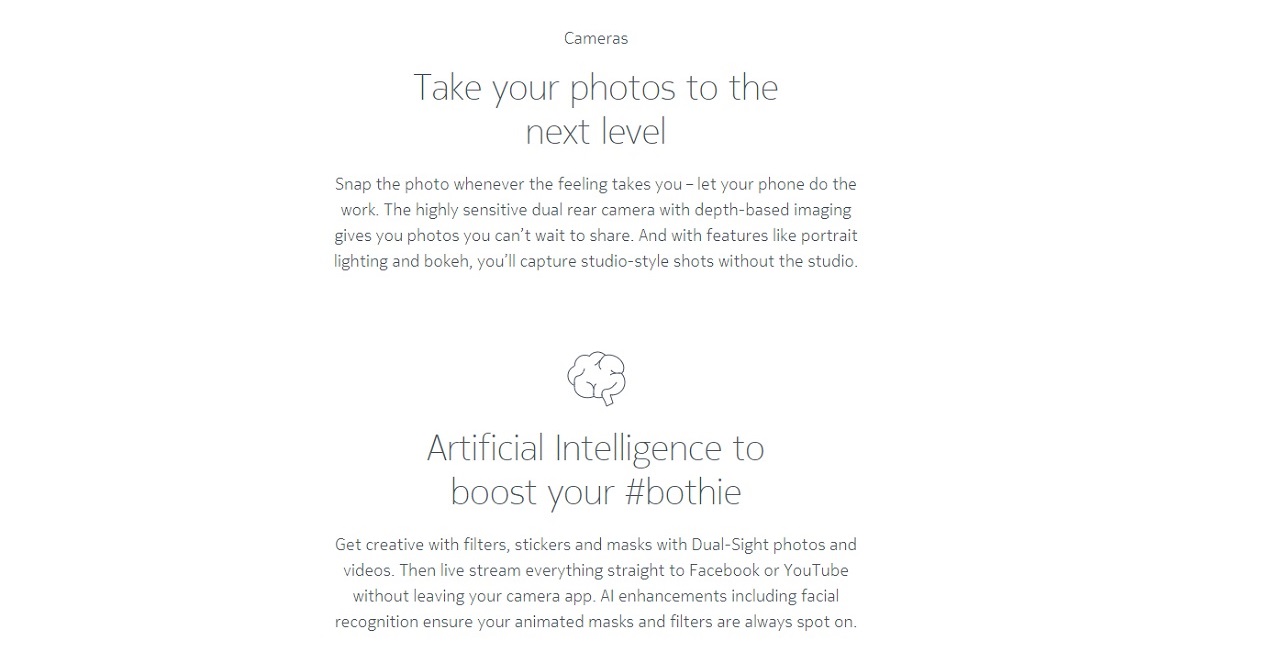 Cameras
Take your photos to the
next level
Snap the photo whenever the feeling takes you – let your phone do the
work. The highly sensitive dual rear camera with depth-based imaging
gives you photos you can't wait to share. And with features like portrait
lighting and bokeh, you'll capture studio-style shots without the studio.
Artificial Intelligence to
boost your #bothie
Get creative with filters, stickers and masks with Dual-Sight photos and
videos. Then live stream everything straight to Facebook or YouTube
without leaving your camera app. AI enhancements including facial
recognition ensure your animated masks and filters are always spot on.